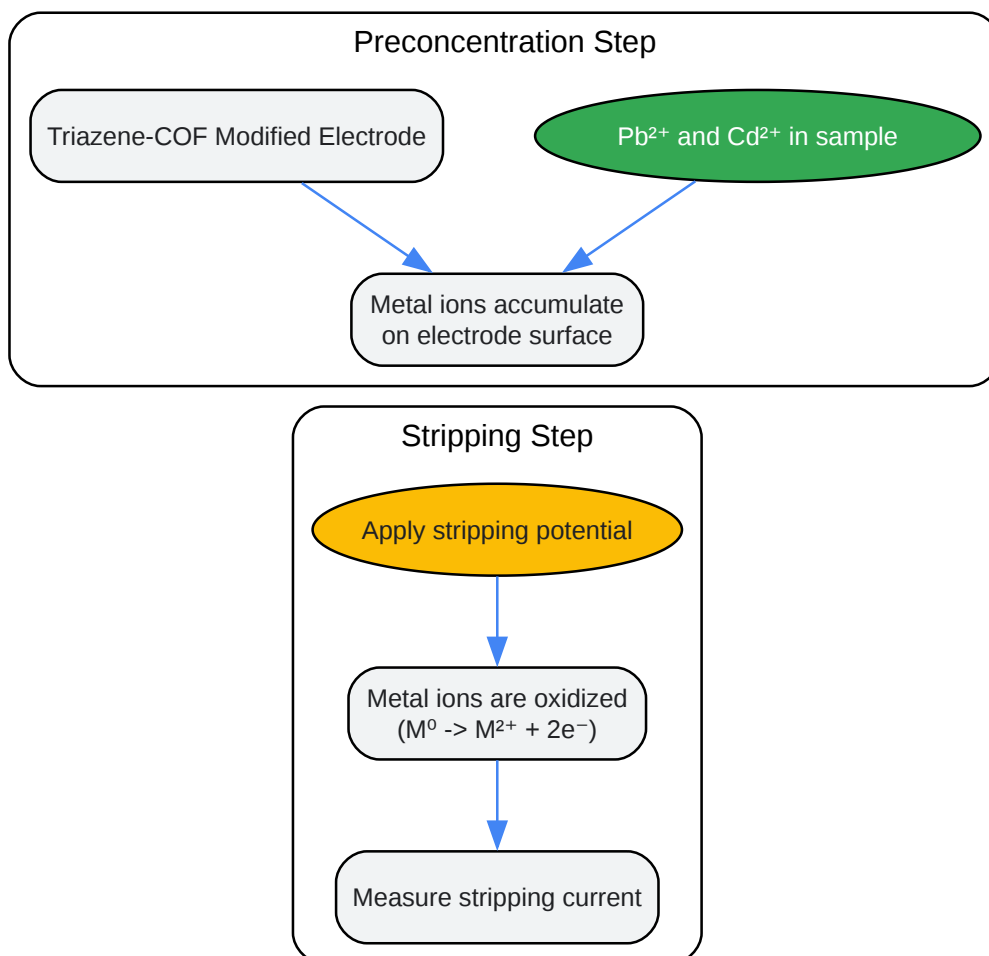 Preconcentration Step
Triazene-COF Modified Electrode
Pb²⁺ and Cd²⁺ in sample
Metal ions accumulate
on electrode surface
Stripping Step
Apply stripping potential
Metal ions are oxidized
(M⁰ -> M²⁺ + 2e⁻)
Measure stripping current